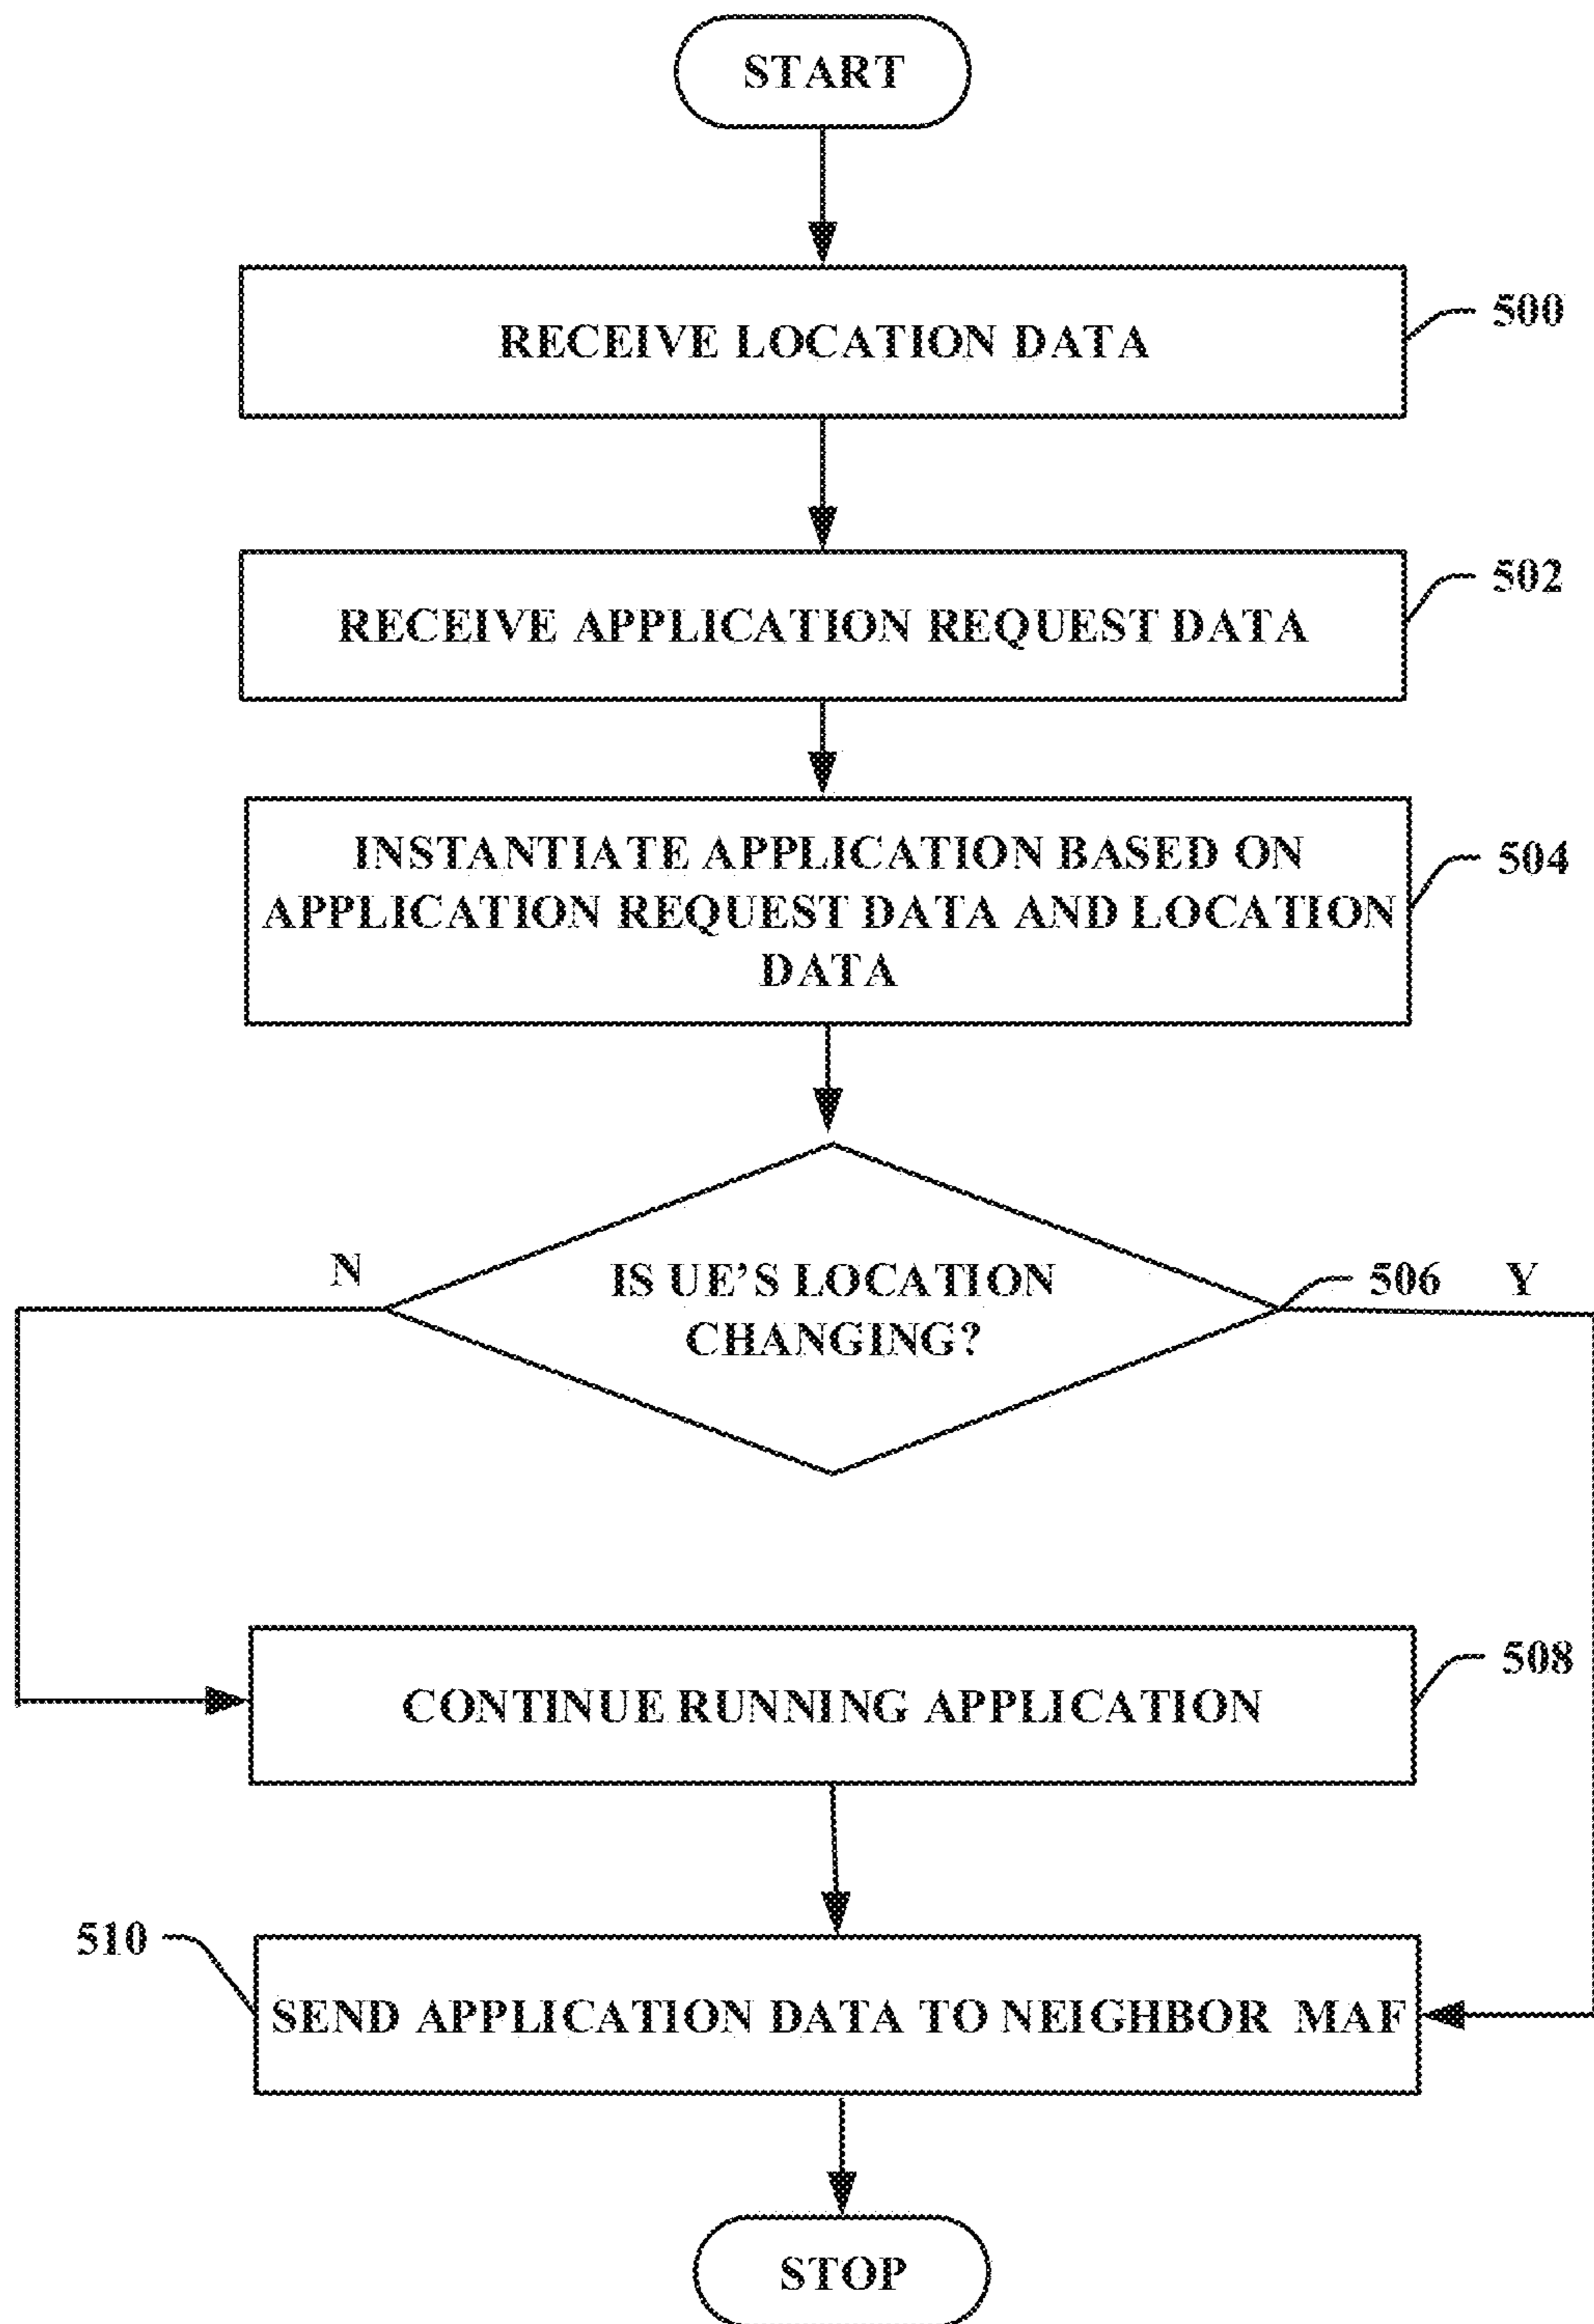 START
RECEIVE LOCATION DATA
500
RECEIVE APPLICATION REQUEST DATA
502
INSTANTIATE APPLICATION BASED ON
APPLICATION REQUEST DATA AND LOCATION
DATA
504
N
IS UE'S LOCATION
CHANGING?
506
Y
CONTINUE RUNNING APPLICATION
508
510
SEND APPLICATION DATA TO NEIGHBOR MAF
STOP